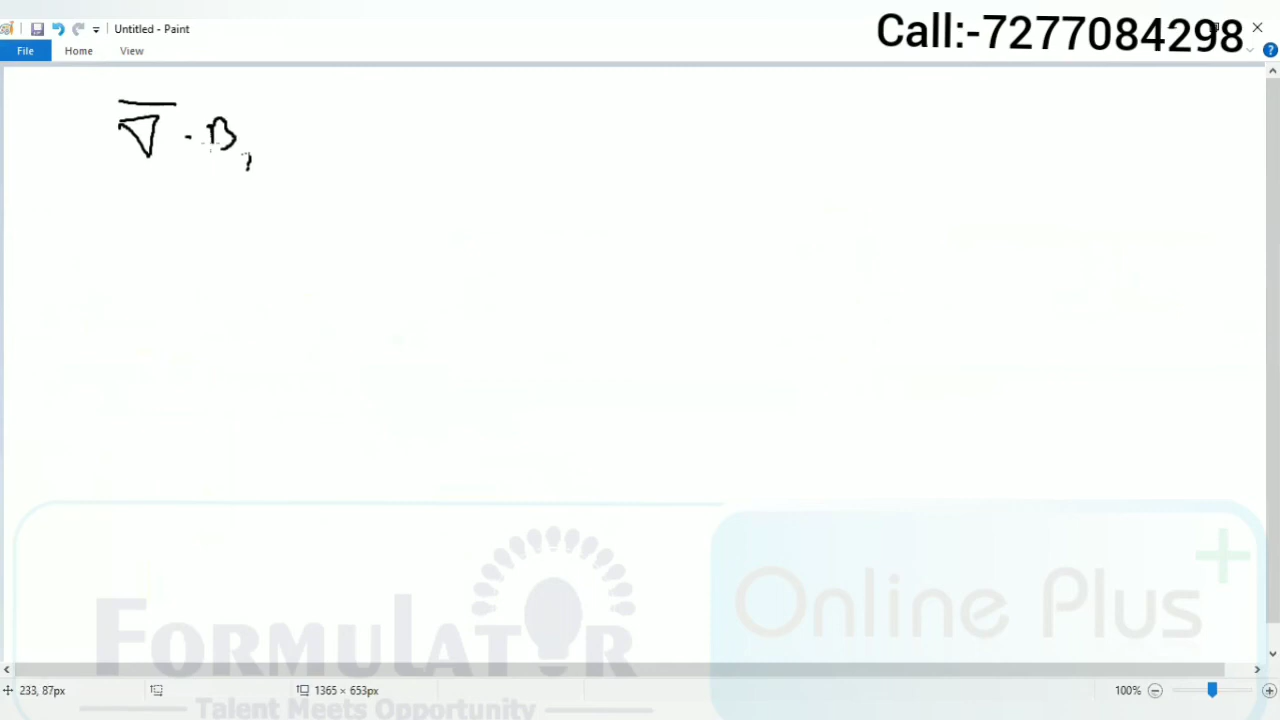 Untitled - Paint
Call:-7277084298
File Home View
∇̅ . B,
FORMULATOR
Talent Meets Opportunity
Online Plus
233, 87px
1365 × 653px
100%